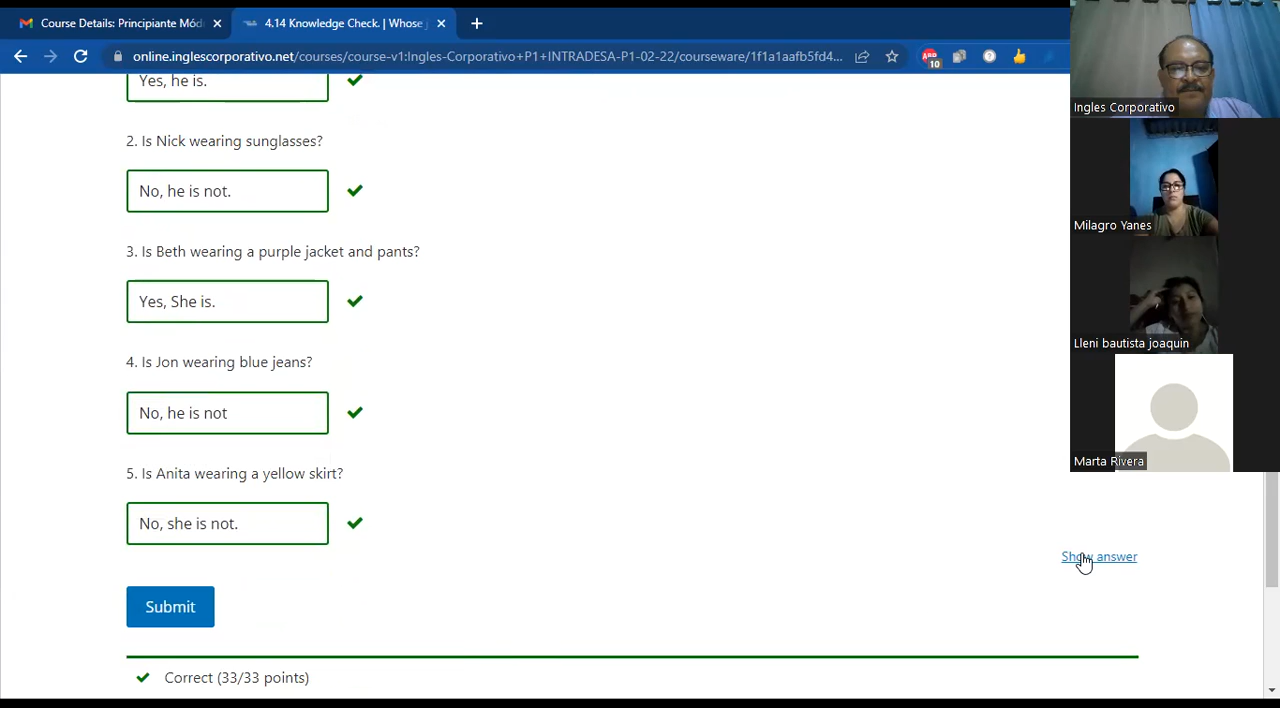 Course Details: Principiante Mód
4.14 Knowledge Check. | Whose j
online.inglescorporativo.net/courses/course-v1:Ingles-Corporativo+P1+INTRADESA-P1-02-22/courseware/1f1a1aafb5fd4...
10
Yes, he is.
2. Is Nick wearing sunglasses?
No, he is not.
3. Is Beth wearing a purple jacket and pants?
Yes, She is.
4. Is Jon wearing blue jeans?
No, he is not
5. Is Anita wearing a yellow skirt?
No, she is not.
Show answer
Submit
Correct (33/33 points)
Ingles Corporativo
Milagro Yanes
Lleni bautista joaquin
Marta Rivera